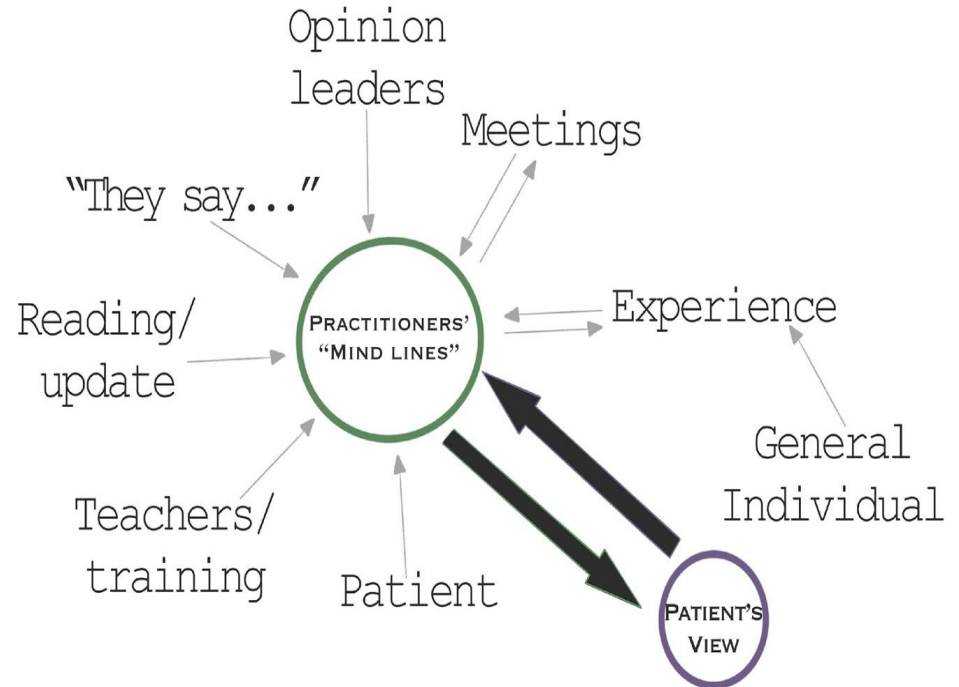 Opinion
leaders
Meetings
“They say...”
Experience
Reading/
update
PRACTITIONERS’
“MIND LINES”
General
Individual
Teachers/
training
Patient
PATIENT’S
VIEW